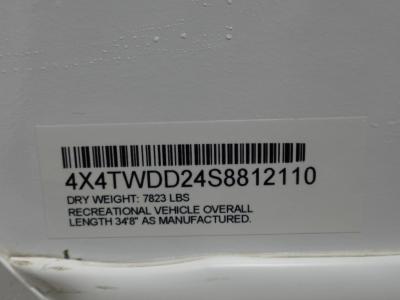 4X4TWDD24S8812110
DRY WEIGHT: 7823 LBS
RECREATIONAL VEHICLE OVERALL
LENGTH 34'8" AS MANUFACTURED.